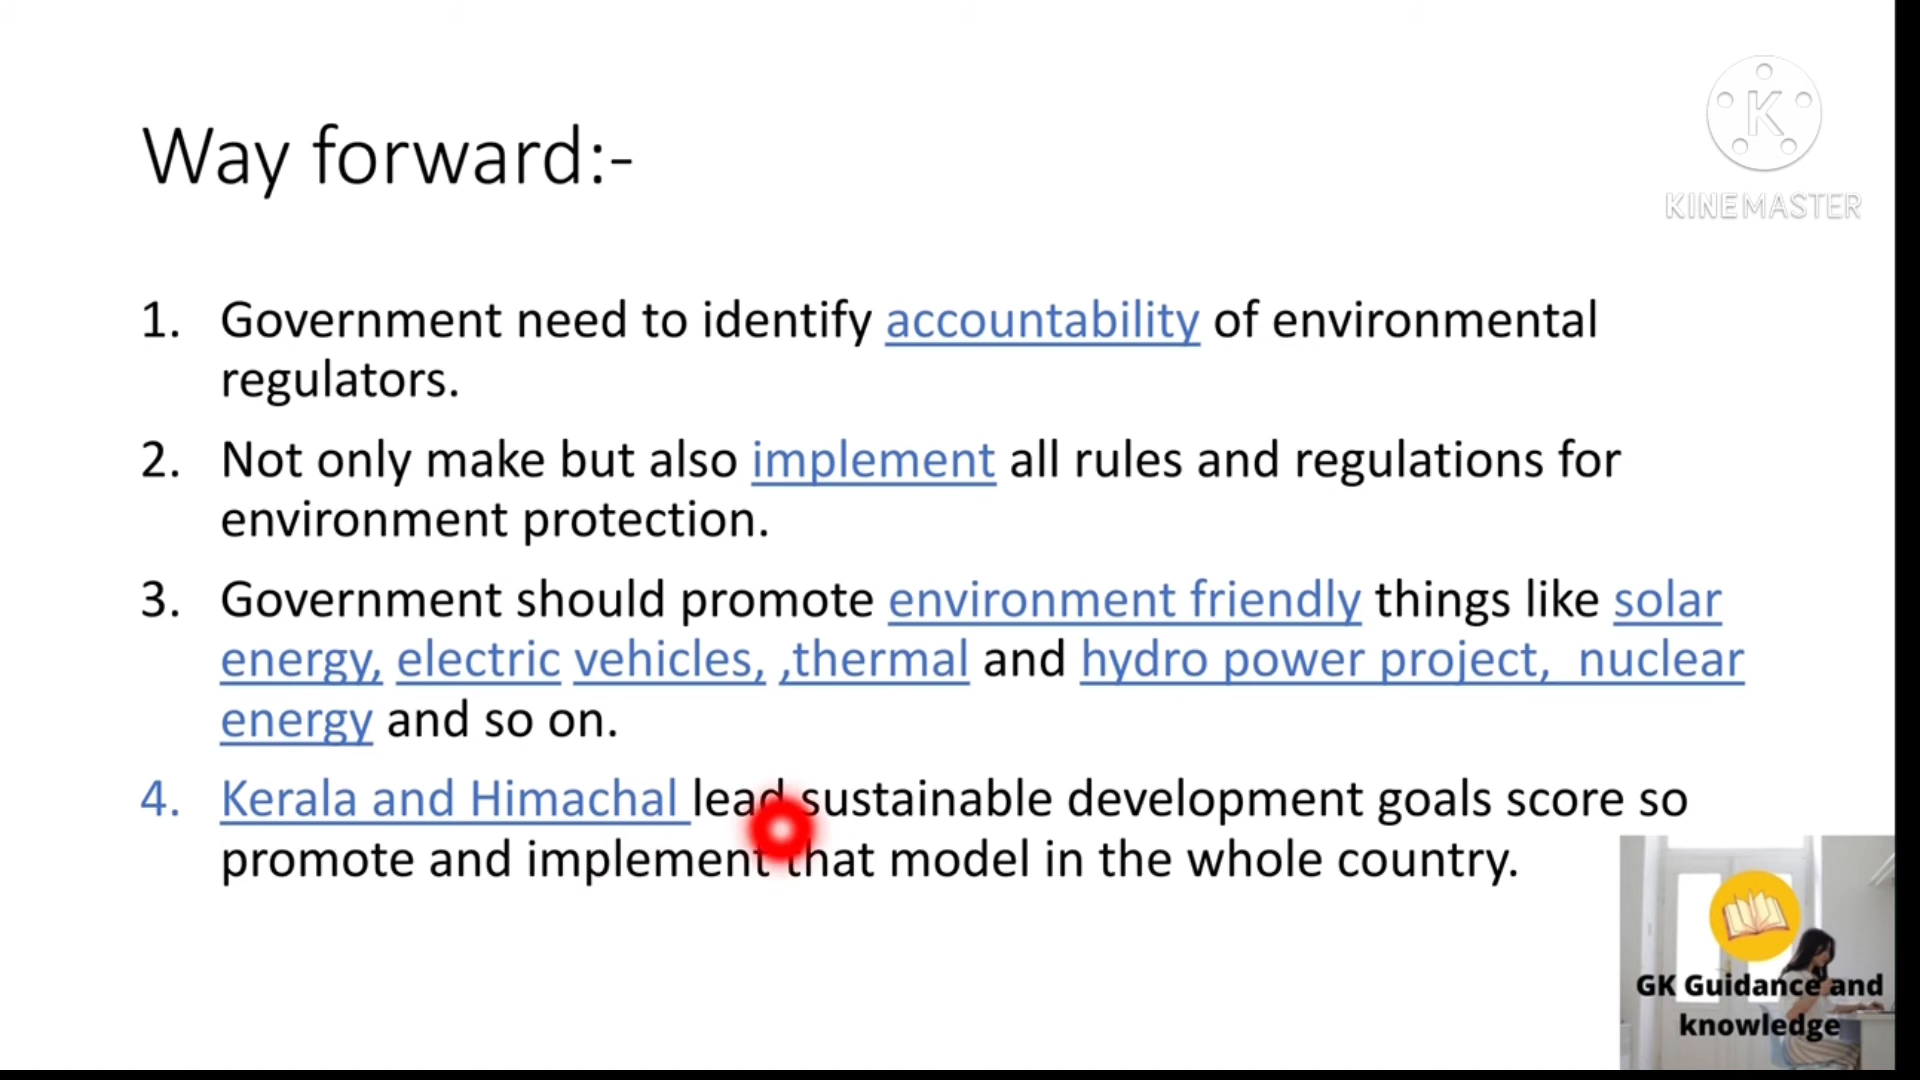 Way forward:-
K
KINEMASTER
1. Government need to identify accountability of environmental
regulators.
2. Not only make but also implement all rules and regulations for
environment protection.
3. Government should promote environment friendly things like solar
energy, electric vehicles, ,thermal and hydro power project, nuclear
energy and so on.
4. Kerala and Himachal lead sustainable development goals score so
promote and implement that model in the whole country.
GK Guidance and
knowledge